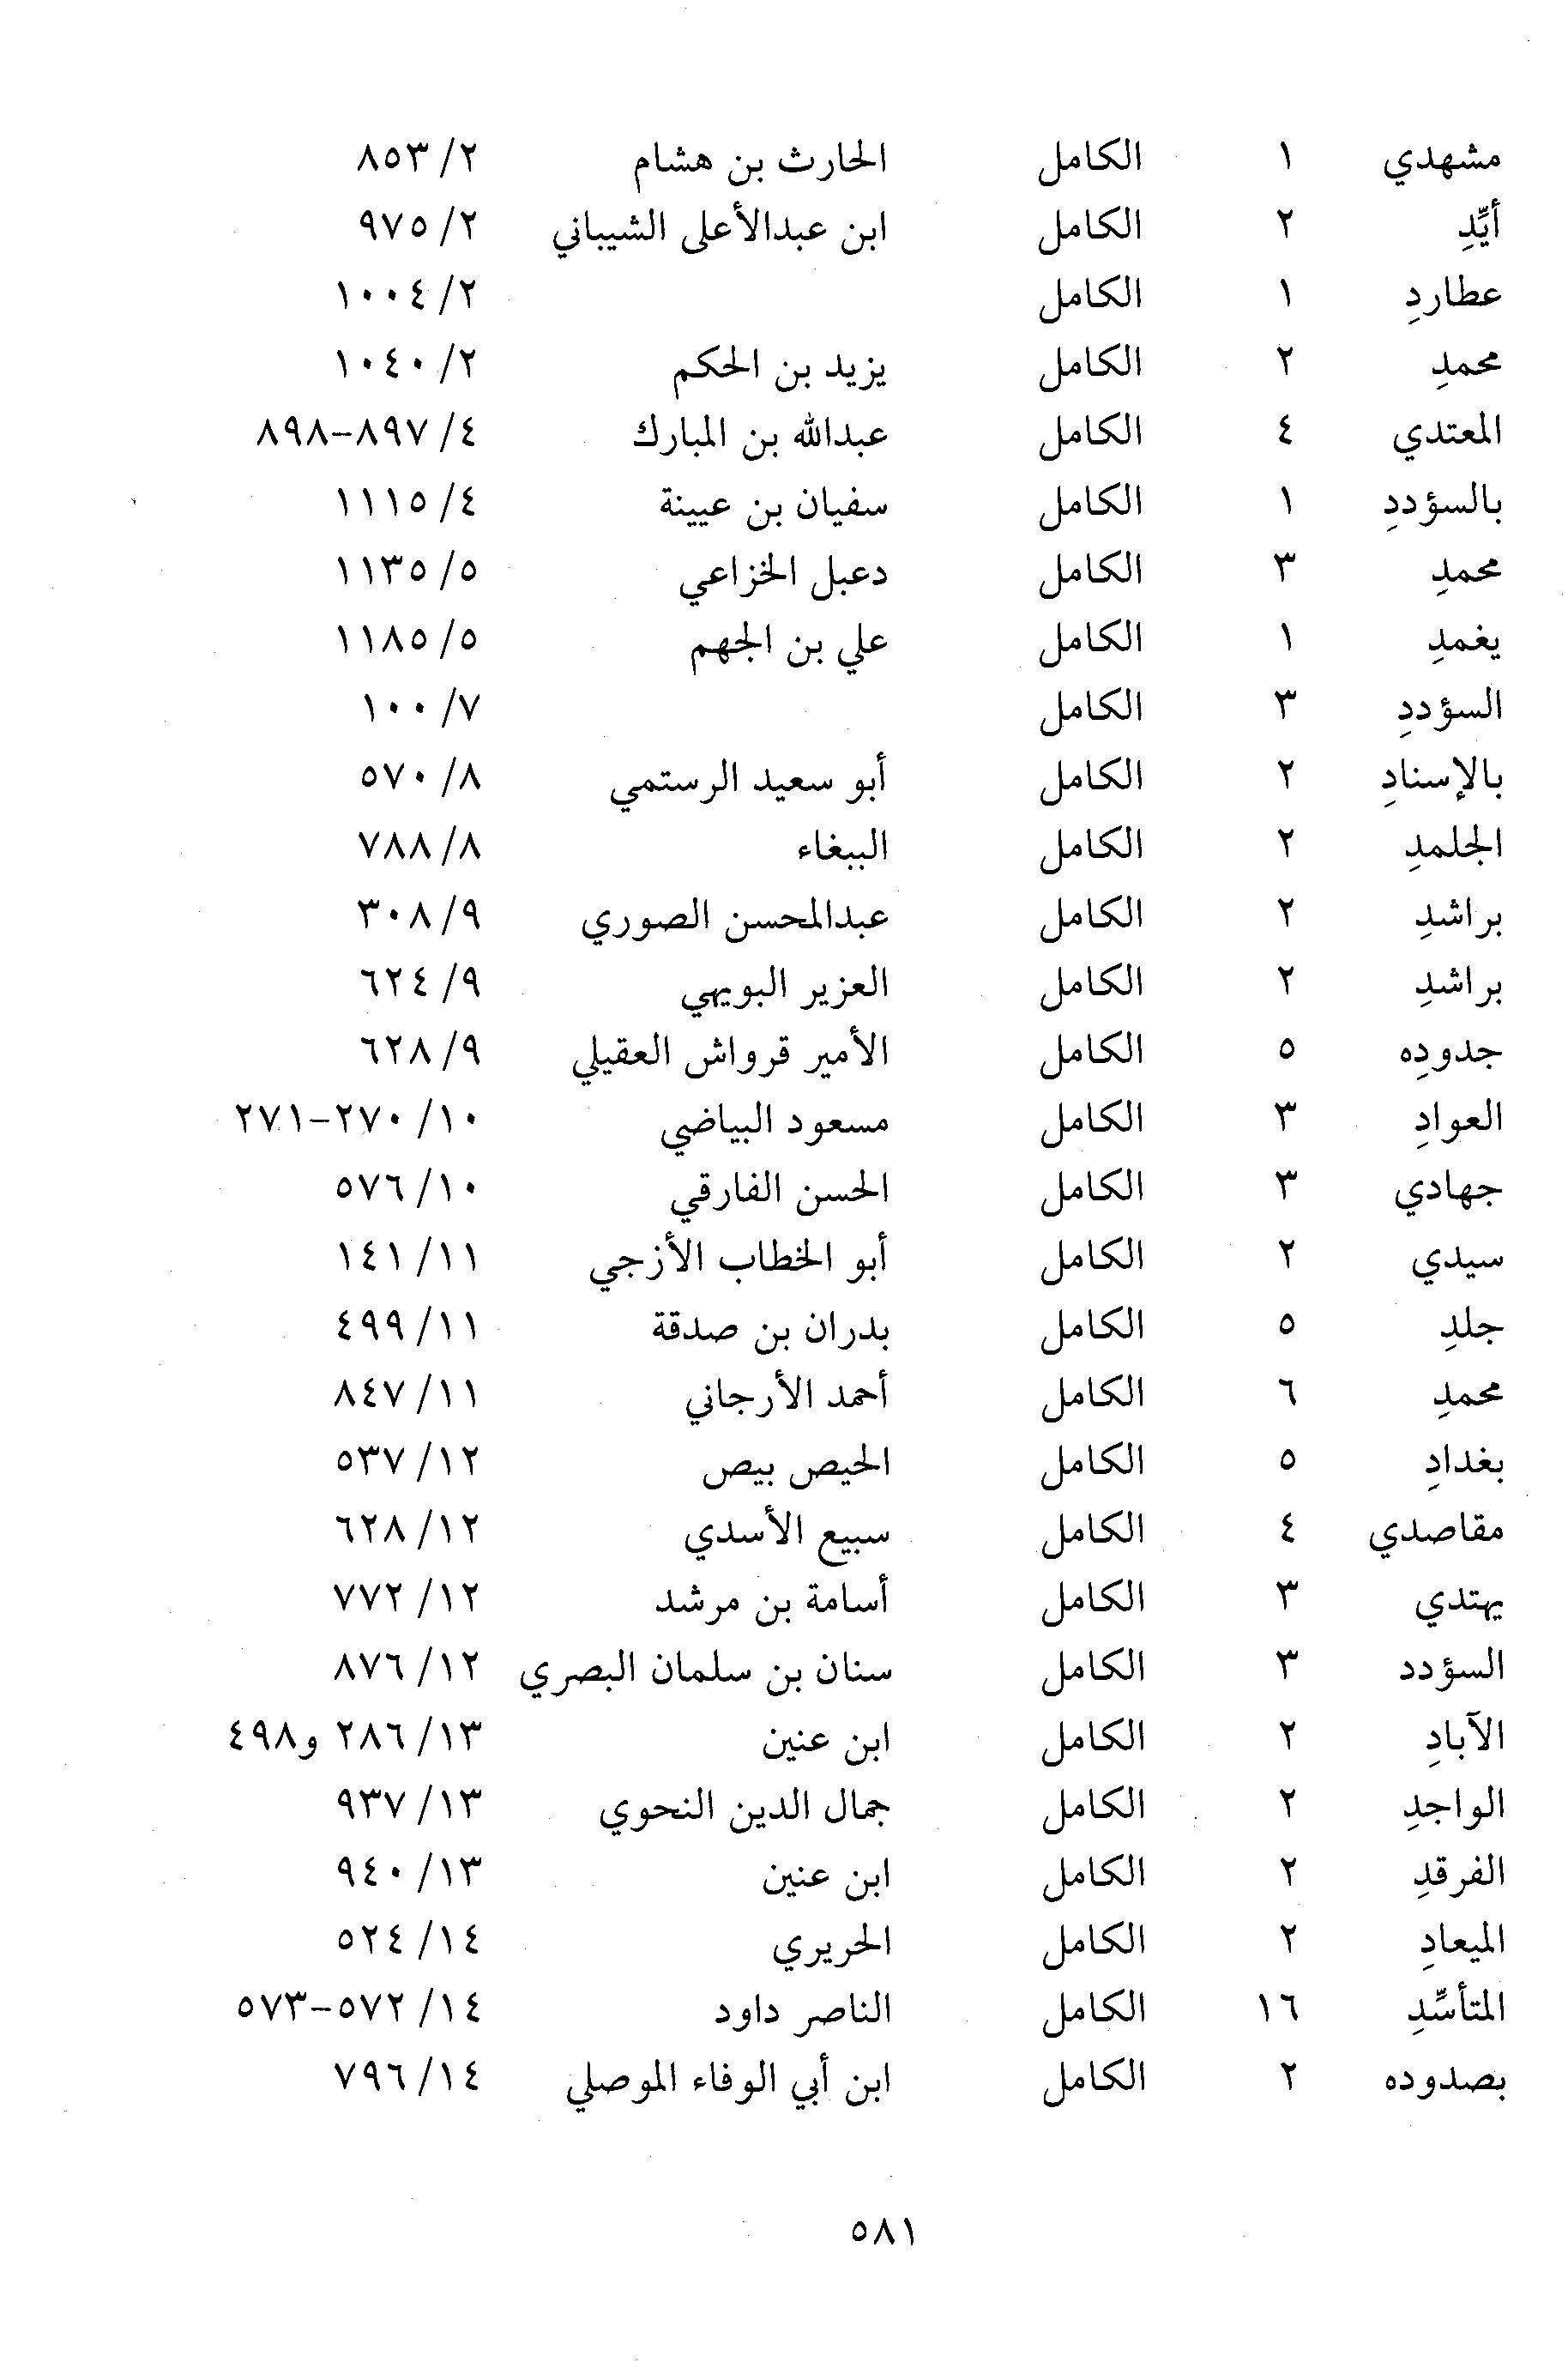 مشهدي ١ الكامل الحارث بن هشام ٢/ ٨٥٣
أيِّدِ ٢ الكامل ابن عبدالأعلى الشيباني ٢/ ٩٧٥
عطاردِ ١ الكامل ٢/ ١٠٠٤
محمدِ ٢ الكامل يزيد بن الحكم ٢/ ١٠٤٠
المعتدي ٤ الكامل عبدالله بن المبارك ٤/ ٨٩٧-٨٩٨
بالسؤددِ ١ الكامل سفيان بن عيينة ٤/ ١١١٥
محمدِ ٣ الكامل دعبل الخزاعي ٥/ ١١٣٥
يغمدِ ١ الكامل علي بن الجهم ٥/ ١١٨٥
السؤددِ ٣ الكامل ٧/ ١٠٠
بالإسنادِ ٢ الكامل أبو سعيد الرستمي ٨/ ٥٧٠
الجلمدِ ٢ الكامل الببغاء ٨/ ٧٨٨
براشدِ ٢ الكامل عبدالمحسن الصوري ٩/ ٣٠٨
براشدِ ٢ الكامل العزير البويهي ٩/ ٦٢٤
جدودِه ٥ الكامل الأمير قرواش العقيلي ٩/ ٦٢٨
العوادِ ٣ الكامل مسعود البياضي ١٠/ ٢٧٠-٢٧١
جهادي ٣ الكامل الحسن الفارقي ١٠/ ٥٧٦
سيدي ٢ الكامل أبو الخطاب الأزجي ١١/ ١٤١
جلدِ ٥ الكامل بدران بن صدقة ١١/ ٤٩٩
محمدِ ٦ الكامل أحمد الأرجاني ١١/ ٨٤٧
بغدادِ ٥ الكامل الحيص بيص ١٢/ ٥٣٧
مقاصدي ٤ الكامل سبيع الأسدي ١٢/ ٦٢٨
يهتدي ٣ الكامل أسامة بن مرشد ١٢/ ٧٧٢
السؤدد ٣ الكامل سنان بن سلمان البصري ١٢/ ٨٧٦
الآبادِ ٢ الكامل ابن عنين ١٣/ ٢٨٦ و٤٩٨
الواجدِ ٢ الكامل جمال الدين النحوي ١٣/ ٩٣٧
الفرقدِ ٢ الكامل ابن عنين ١٣/ ٩٤٠
الميعادِ ٢ الكامل الحريري ١٤/ ٥٢٤
المتأسِّدِ ١٦ الكامل الناصر داود ١٤/ ٥٧٢-٥٧٣
بصدوده ٢ الكامل ابن أبي الوفاء الموصلي ١٤/ ٧٩٦
٥٨١